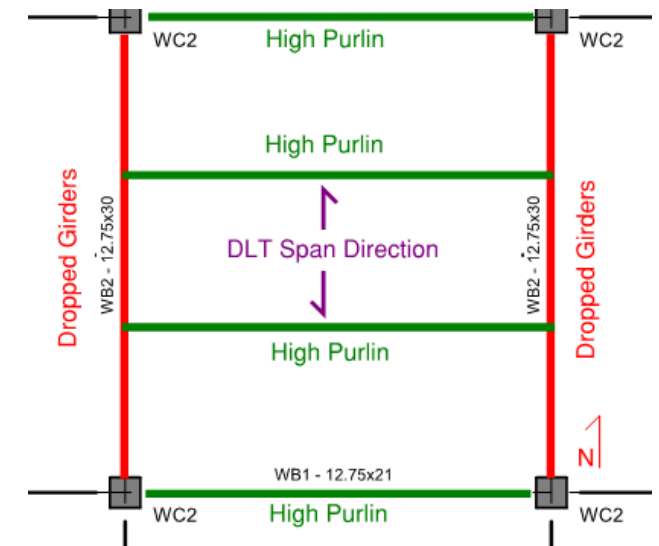 WC2
High Purlin
WC2
High Purlin
Dropped Girders
WB2 - 12.75x30
DLT Span Direction
WB2 - 12.75x30
Dropped Girders
High Purlin
N
WB1 - 12.75x21
WC2
High Purlin
WC2